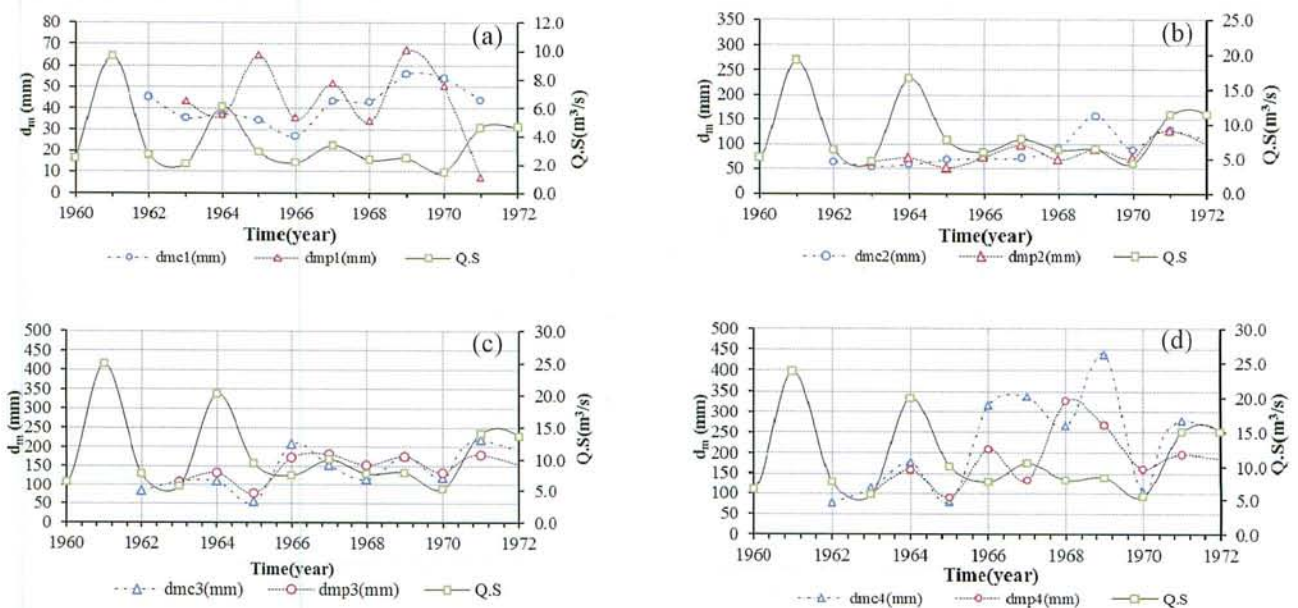 (a)
d_m (mm)
80
70
60
50
40
30
20
10
0
12.0
10.0
8.0
6.0
4.0
2.0
0.0
Q.S(m³/s)
1960 1962 1964 1966 1968 1970 1972
Time(year)
dmc1(mm) dmp1(mm) Q.S
(b)
d_m (mm)
350
300
250
200
150
100
50
0
25.0
20.0
15.0
10.0
5.0
0.0
Q.S(m³/s)
1960 1962 1964 1966 1968 1970 1972
Time(year)
dmc2(mm) dmp2(mm) Q.S
(c)
d_m (mm)
500
450
400
350
300
250
200
150
100
50
0
30.0
25.0
20.0
15.0
10.0
5.0
0.0
Q.S(m³/s)
1960 1962 1964 1966 1968 1970 1972
Time(year)
dmc3(mm) dmp3(mm) Q.S
(d)
d_m (mm)
500
450
400
350
300
250
200
150
100
50
0
30.0
25.0
20.0
15.0
10.0
5.0
0.0
Q.S(m³/s)
1960 1962 1964 1966 1968 1970 1972
Time(year)
dmc4(mm) dmp4(mm) Q.S